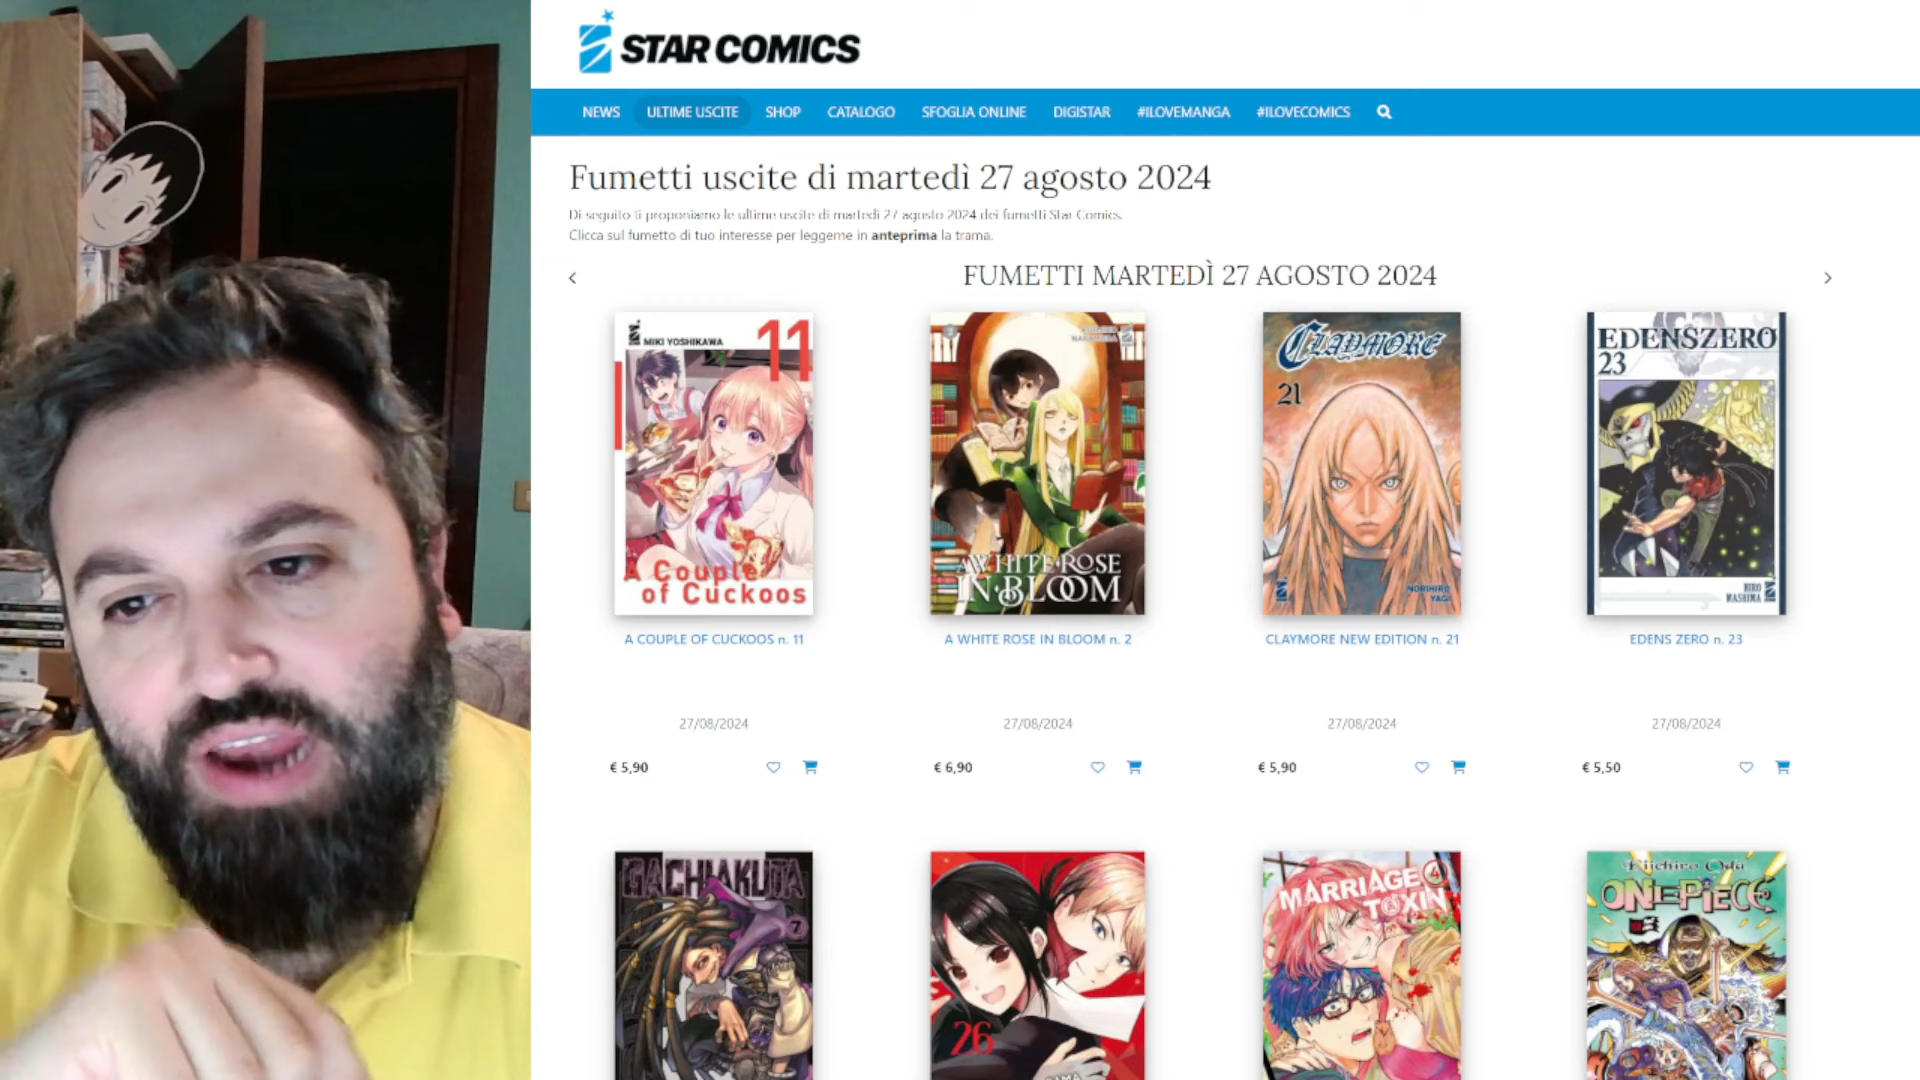 STAR COMICS
NEWS ULTIME USCITE SHOP CATALOGO SFOGLIA ONLINE DIGISTAR #ILOVEMANGA #ILOVECOMICS
Fumetti uscite di martedì 27 agosto 2024
Di seguito ti proponiamo le ultime uscite di martedì 27 agosto 2024 dei fumetti Star Comics.
Clicca sul fumetto di tuo interesse per leggerne in anteprima la trama.
FUMETTI MARTEDÌ 27 AGOSTO 2024
MIKI YOSHIKAWA
11
A Couple
of Cuckoos
A WHITE ROSE
IN BLOOM
CLAYMORE
21
NORIHIRO
YAGI
EDENSZERO
23
HIRO
MASHIMA
A COUPLE OF CUCKOOS n. 11
A WHITE ROSE IN BLOOM n. 2
CLAYMORE NEW EDITION n. 21
EDENS ZERO n. 23
27/08/2024
27/08/2024
27/08/2024
27/08/2024
€ 5,90
€ 6,90
€ 5,90
€ 5,50
GACHIAKUTA
7
26
MARRIAGE 4
TOXIN
Eiichiro Oda
ONE PIECE